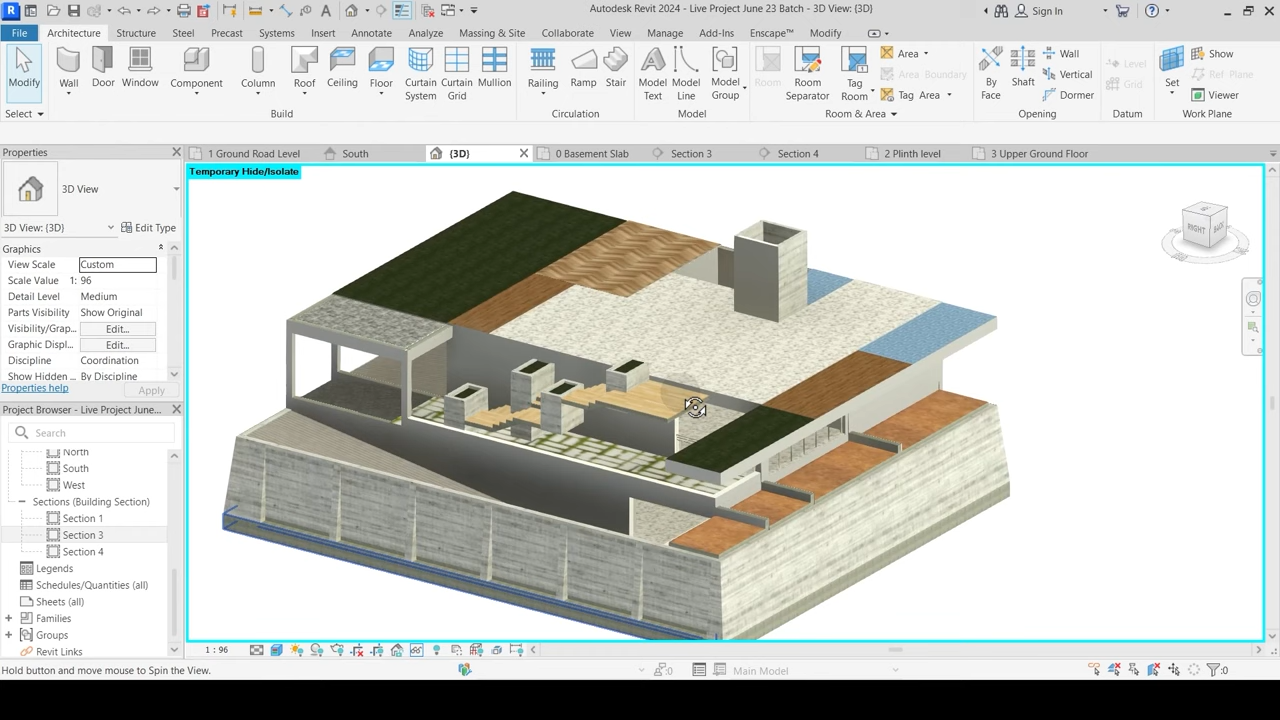 R Autodesk Revit 2024 - Live Project June 23 Batch - 3D View: {3D} Sign In
File Architecture Structure Steel Precast Systems Insert Annotate Analyze Massing & Site Collaborate View Manage Add-Ins Enscape™ Modify
Modify Wall Door Window Component Column Roof Ceiling Floor Curtain System Curtain Grid Mullion Railing Ramp Stair Model Text Model Line Model Group Room Room Separator Tag Room Area Area Boundary Tag Area By Face Shaft Wall Vertical Dormer Level Grid Set Show Ref Plane Viewer
Select Build Circulation Model Room & Area Opening Datum Work Plane
Properties
1 Ground Road Level South {3D} 0 Basement Slab Section 3 Section 4 2 Plinth level 3 Upper Ground Floor
Temporary Hide/Isolate
3D View
3D View: {3D} Edit Type
Graphics
View Scale Custom
Scale Value 1: 96
Detail Level Medium
Parts Visibility Show Original
Visibility/Grap... Edit...
Graphic Displ... Edit...
Discipline Coordination
Show Hidden ... By Discipline
Properties help Apply
Project Browser - Live Project June...
Search
North
South
West
Sections (Building Section)
Section 1
Section 3
Section 4
Legends
Schedules/Quantities (all)
Sheets (all)
Families
Groups
Revit Links
RIGHT BACK
1 : 96
Hold button and move mouse to Spin the View.
:0 Main Model :0